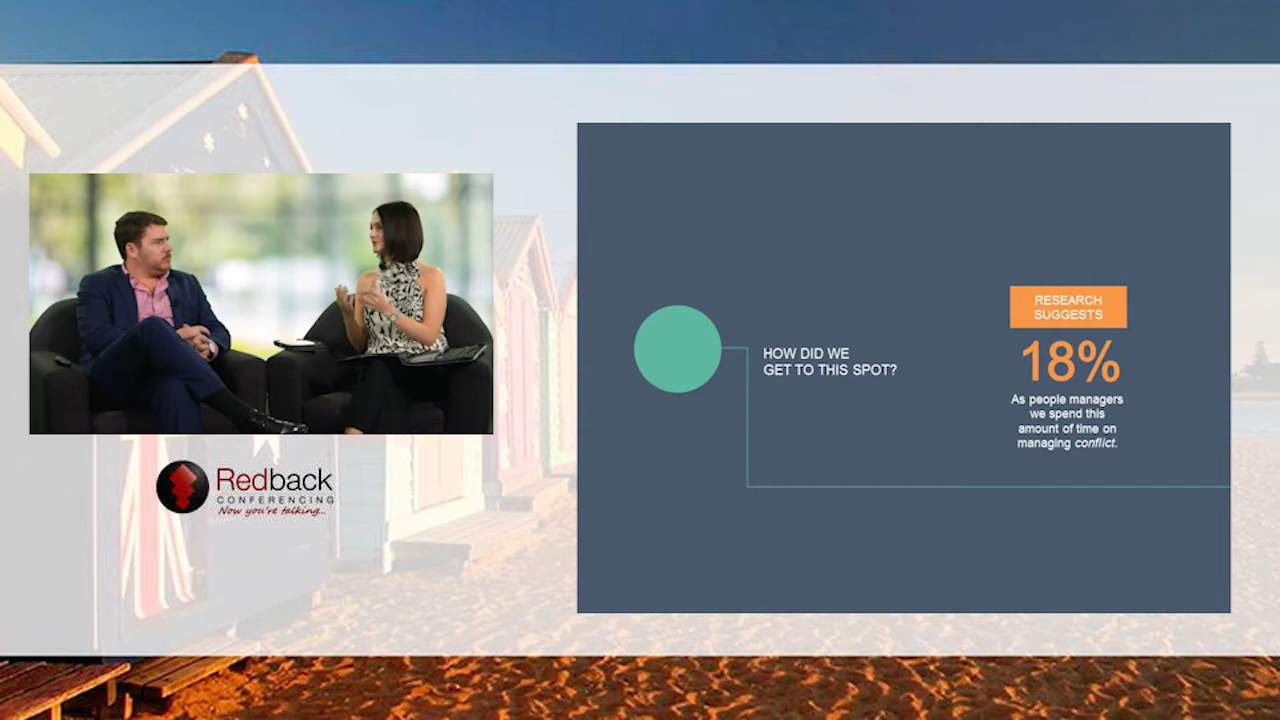 Redback
CONFERENCING
Now you're talking...
HOW DID WE
GET TO THIS SPOT?
RESEARCH
SUGGESTS
18%
As people managers
we spend this
amount of time on
managing conflict.